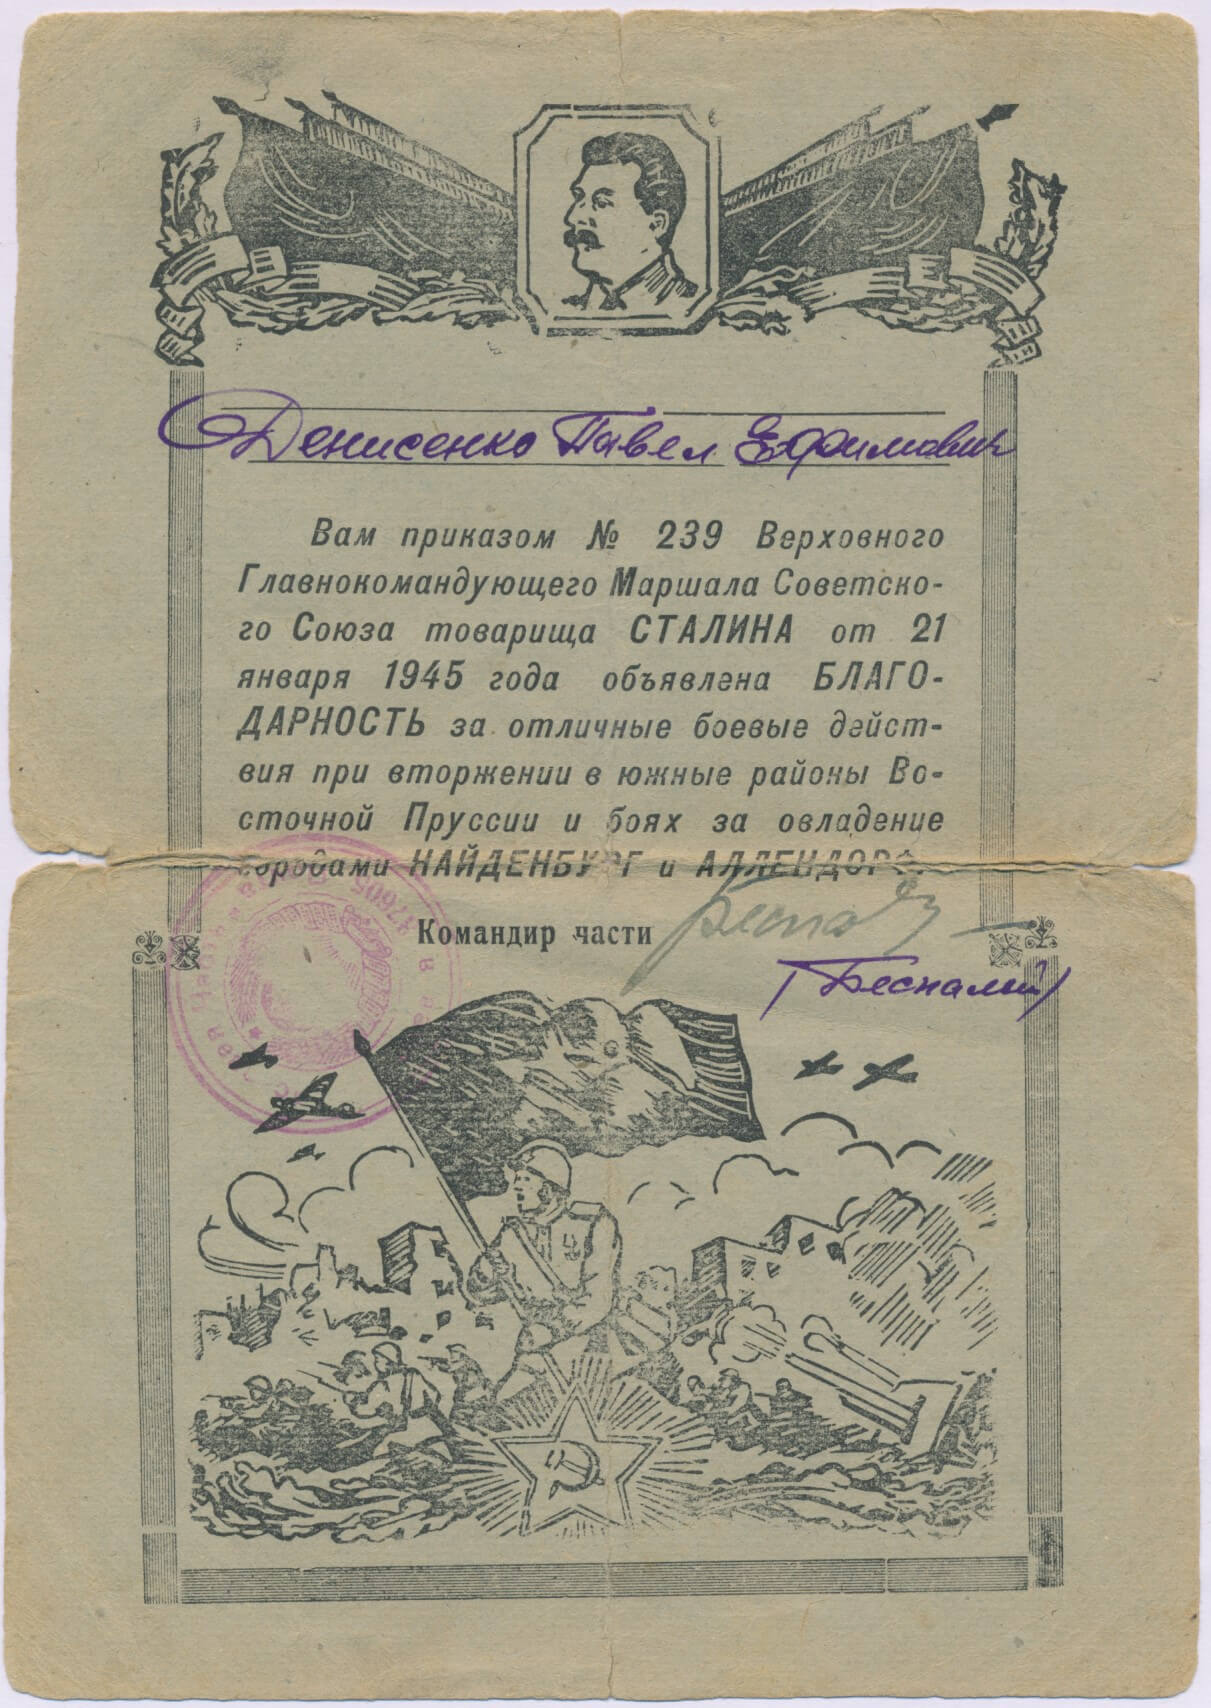 Денисенко Павел Ефимович
Вам приказом № 239 Верховного
Главнокомандующего Маршала Советско-
го Союза товарища СТАЛИНА от 21
января 1945 года объявлена БЛАГО-
ДАРНОСТЬ за отличные боевые дейст-
вия при вторжении в южные районы Во-
сточной Пруссии и боях за овладение
городами НАЙДЕНБУРГ и АЛЛЕНДОРФ.
Командир части
(Беспалый)